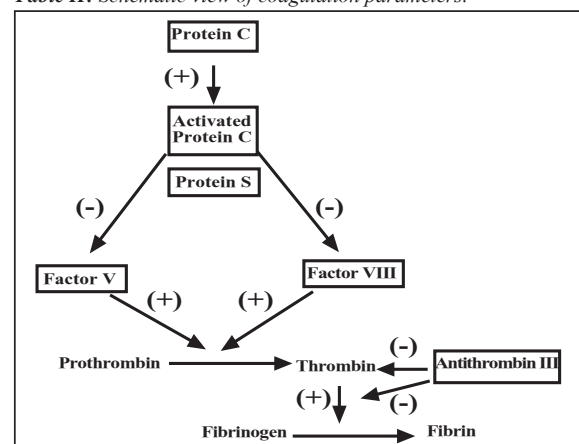 Table II. Schematic view of coagulation parameters.
Protein C
(+)
Activated
Protein C
Protein S
(-)
(-)
Factor V
Factor VIII
(+)
(+)
Prothrombin
Thrombin
(-)
Antithrombin III
(+)
(-)
Fibrinogen
Fibrin